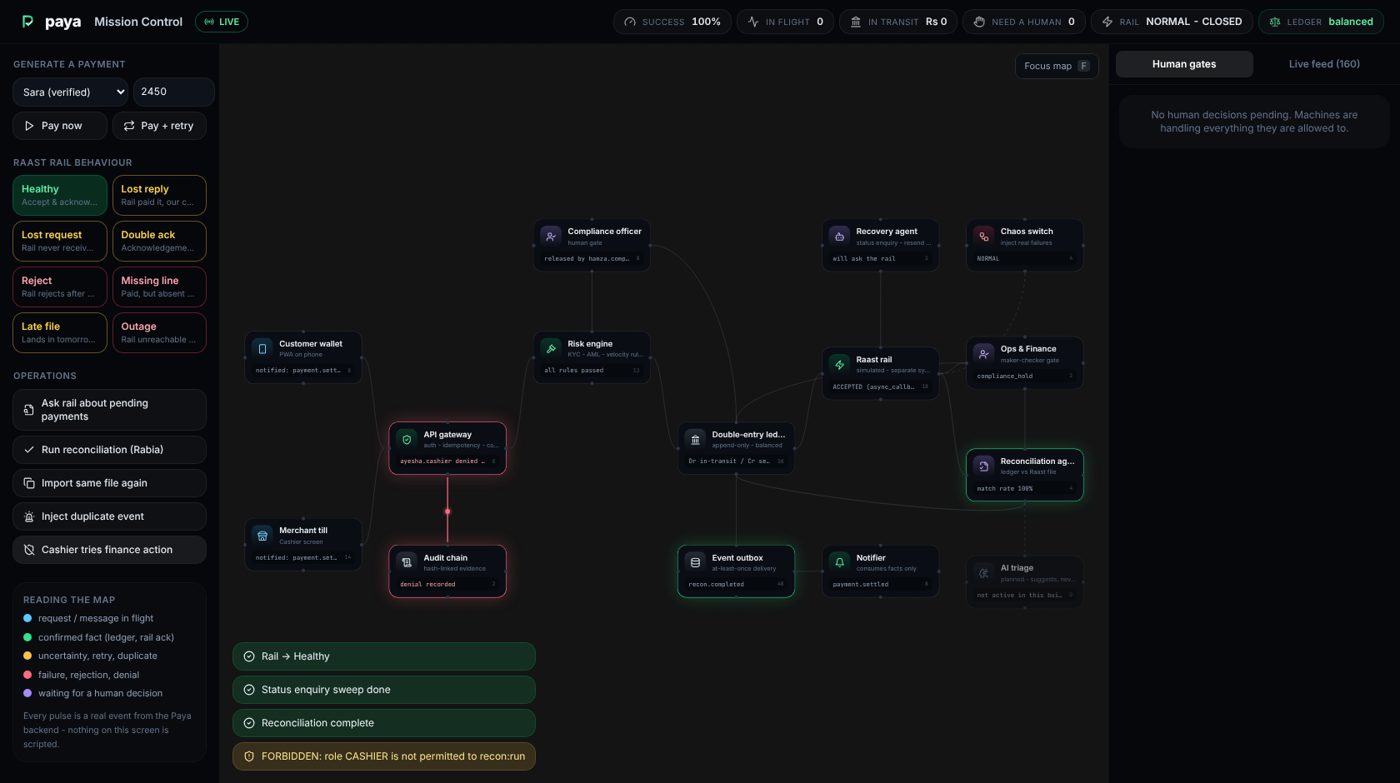 paya
Mission Control
LIVE
SUCCESS 100%
IN FLIGHT 0
IN TRANSIT Rs 0
NEED A HUMAN 0
RAIL NORMAL - CLOSED
LEDGER balanced
GENERATE A PAYMENT
Sara (verified)
2450
Pay now
Pay + retry
RAAST RAIL BEHAVIOUR
Healthy
Accept & acknow...
Lost reply
Rail paid it, our c...
Lost request
Rail never receiv...
Double ack
Acknowledgeme...
Reject
Rail rejects after ...
Missing line
Paid, but absent ...
Late file
Lands in tomorro...
Outage
Rail unreachable ...
OPERATIONS
Ask rail about pending
payments
Run reconciliation (Rabia)
Import same file again
Inject duplicate event
Cashier tries finance action
READING THE MAP
request / message in flight
confirmed fact (ledger, rail ack)
uncertainty, retry, duplicate
failure, rejection, denial
waiting for a human decision
Every pulse is a real event from the Paya
backend - nothing on this screen is
scripted.
Focus map F
Compliance officer
human gate
released by hamza.comp...
Recovery agent
status enquiry - resend ...
will ask the rail
Chaos switch
inject real failures
NORMAL
Customer wallet
PWA on phone
notified: payment.sett...
Risk engine
KYC - AML - velocity rul...
all rules passed
Raast rail
simulated - separate sy...
ACCEPTED (async_callb...
Ops & Finance
maker-checker gate
compliance_hold
API gateway
auth - idempotency - co...
ayesha.cashier denied ...
Double-entry led...
append-only - balanced
Dr in-transit / Cr se...
Reconciliation ag...
ledger vs Raast file
match rate 100%
Merchant till
Cashier screen
notified: payment.set...
Audit chain
hash-linked evidence
denial recorded
Event outbox
at-least-once delivery
recon.completed
Notifier
consumes facts only
payment.settled
AI triage
planned - suggests, nev...
not active in this bui...
Rail → Healthy
Status enquiry sweep done
Reconciliation complete
FORBIDDEN: role CASHIER is not permitted to recon:run
Human gates
Live feed (160)
No human decisions pending. Machines are
handling everything they are allowed to.